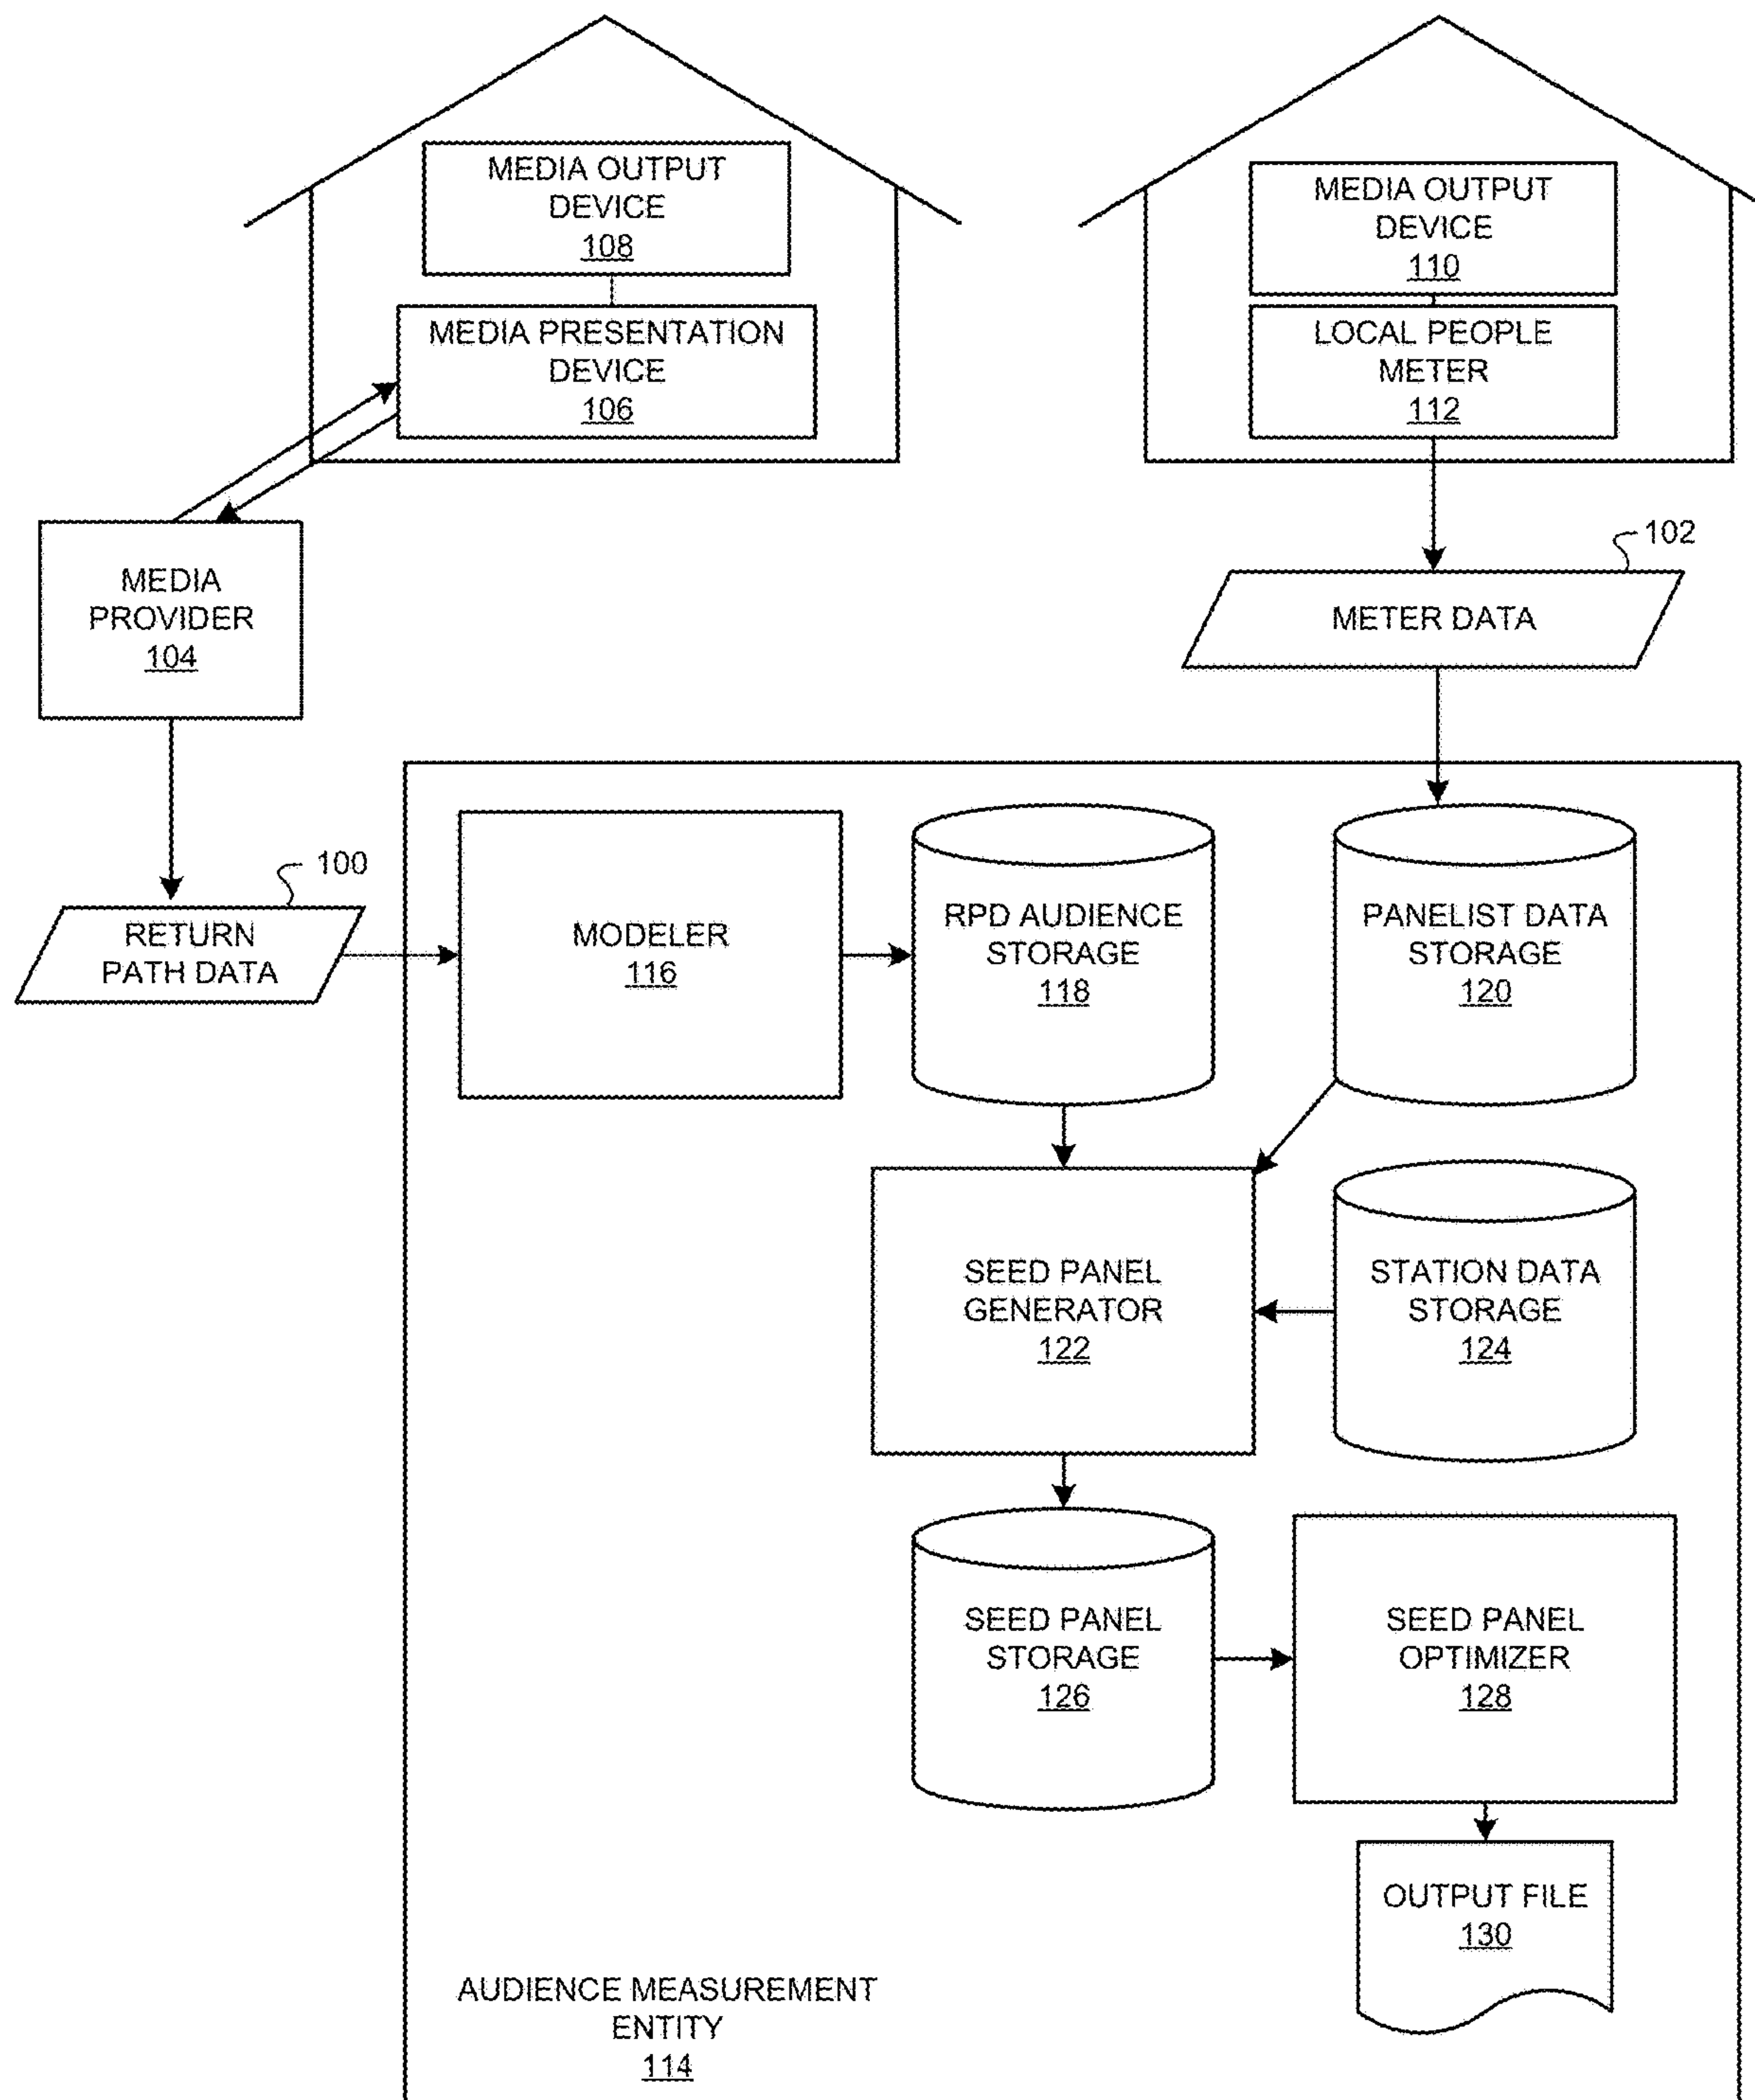 MEDIA OUTPUT
DEVICE
108
MEDIA PRESENTATION
DEVICE
106
MEDIA OUTPUT
DEVICE
110
LOCAL PEOPLE
METER
112
MEDIA
PROVIDER
104
102
METER DATA
100
RETURN
PATH DATA
MODELER
116
RPD AUDIENCE
STORAGE
118
PANELIST DATA
STORAGE
120
SEED PANEL
GENERATOR
122
STATION DATA
STORAGE
124
SEED PANEL
STORAGE
126
SEED PANEL
OPTIMIZER
128
OUTPUT FILE
130
AUDIENCE MEASUREMENT
ENTITY
114